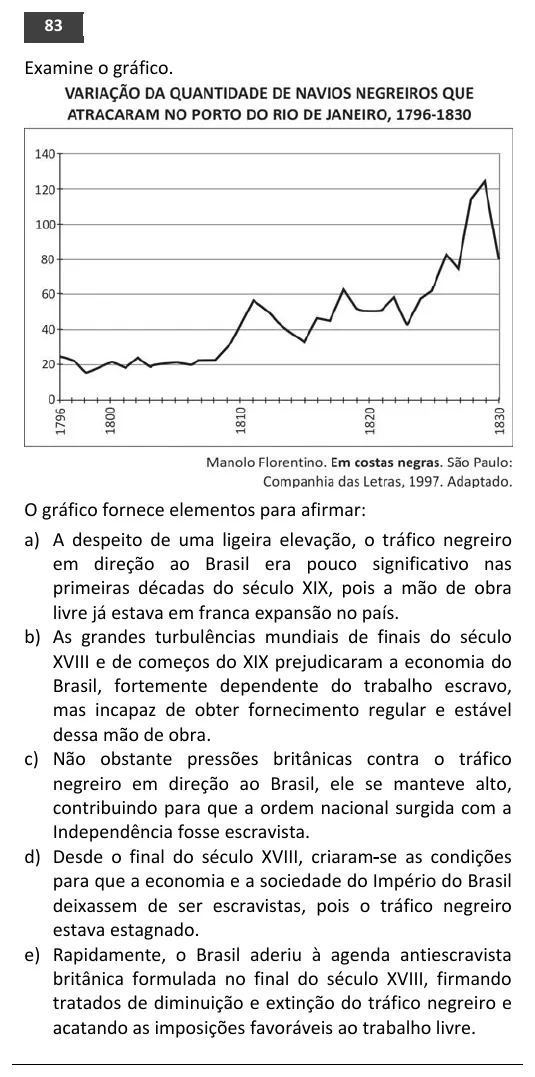 83
Examine o gráfico.
VARIAÇÃO DA QUANTIDADE DE NAVIOS NEGREIROS QUE
ATRACARAM NO PORTO DO RIO DE JANEIRO, 1796-1830
140
120
100
80
60
40
20
0
1796
1800
1810
1820
1830
Manolo Florentino. Em costas negras. São Paulo:
Companhia das Letras, 1997. Adaptado.
O gráfico fornece elementos para afirmar:
a) A despeito de uma ligeira elevação, o tráfico negreiro
em direção ao Brasil era pouco significativo nas
primeiras décadas do século XIX, pois a mão de obra
livre já estava em franca expansão no país.
b) As grandes turbulências mundiais de finais do século
XVIII e de começos do XIX prejudicaram a economia do
Brasil, fortemente dependente do trabalho escravo,
mas incapaz de obter fornecimento regular e estável
dessa mão de obra.
c) Não obstante pressões britânicas contra o tráfico
negreiro em direção ao Brasil, ele se manteve alto,
contribuindo para que a ordem nacional surgida com a
Independência fosse escravista.
d) Desde o final do século XVIII, criaram-se as condições
para que a economia e a sociedade do Império do Brasil
deixassem de ser escravistas, pois o tráfico negreiro
estava estagnado.
e) Rapidamente, o Brasil aderiu à agenda antiescravista
britânica formulada no final do século XVIII, firmando
tratados de diminuição e extinção do tráfico negreiro e
acatando as imposições favoráveis ao trabalho livre.